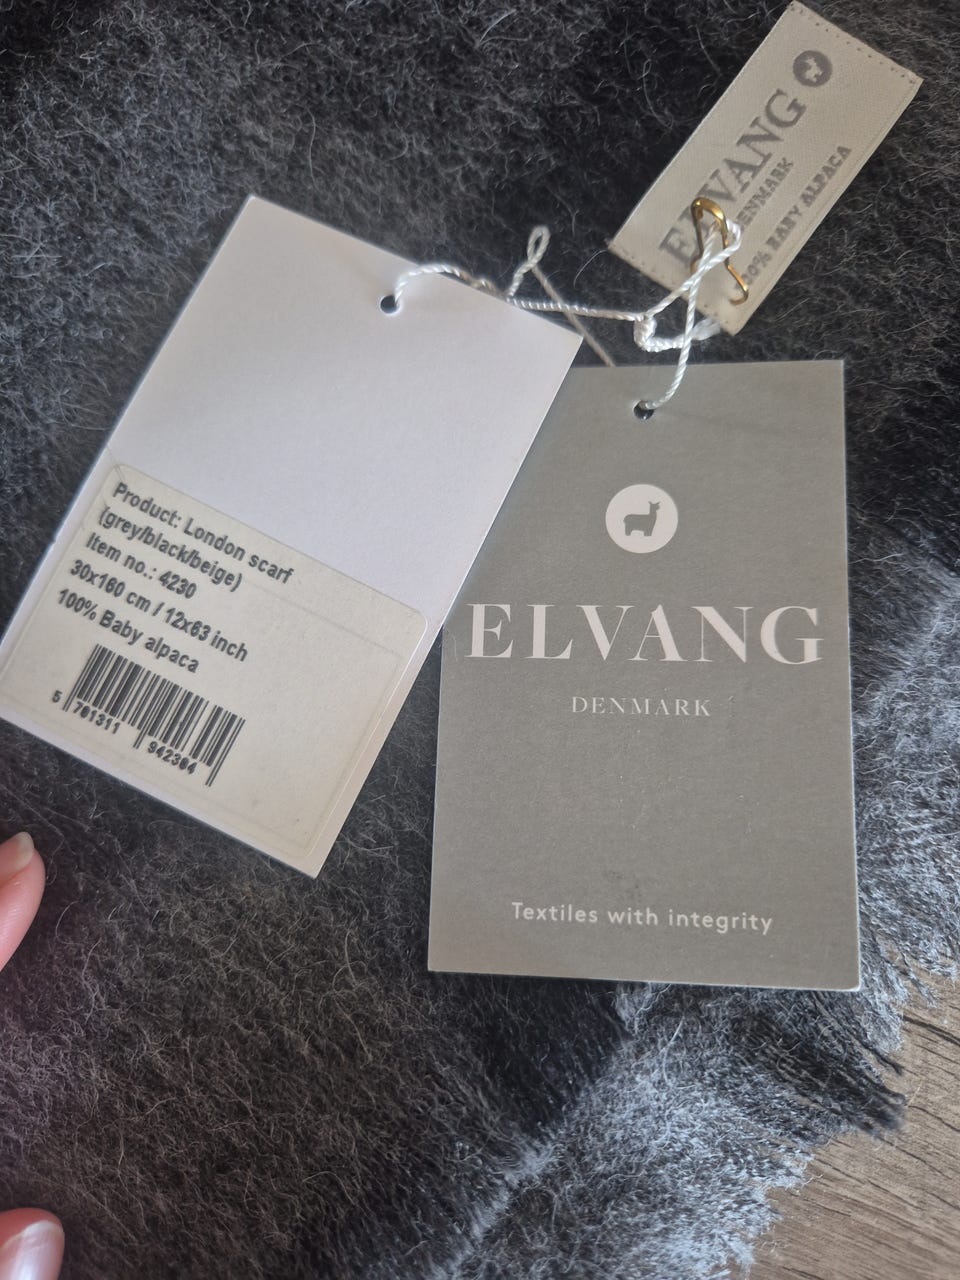 Product: London scarf
(grey/black/beige)
Item no.: 4230
30x160 cm / 12x63 inch
100% Baby alpaca
5 701311 942384
ELVANG
DENMARK
Textiles with integrity
ELVANG
DENMARK
BABY ALPACA